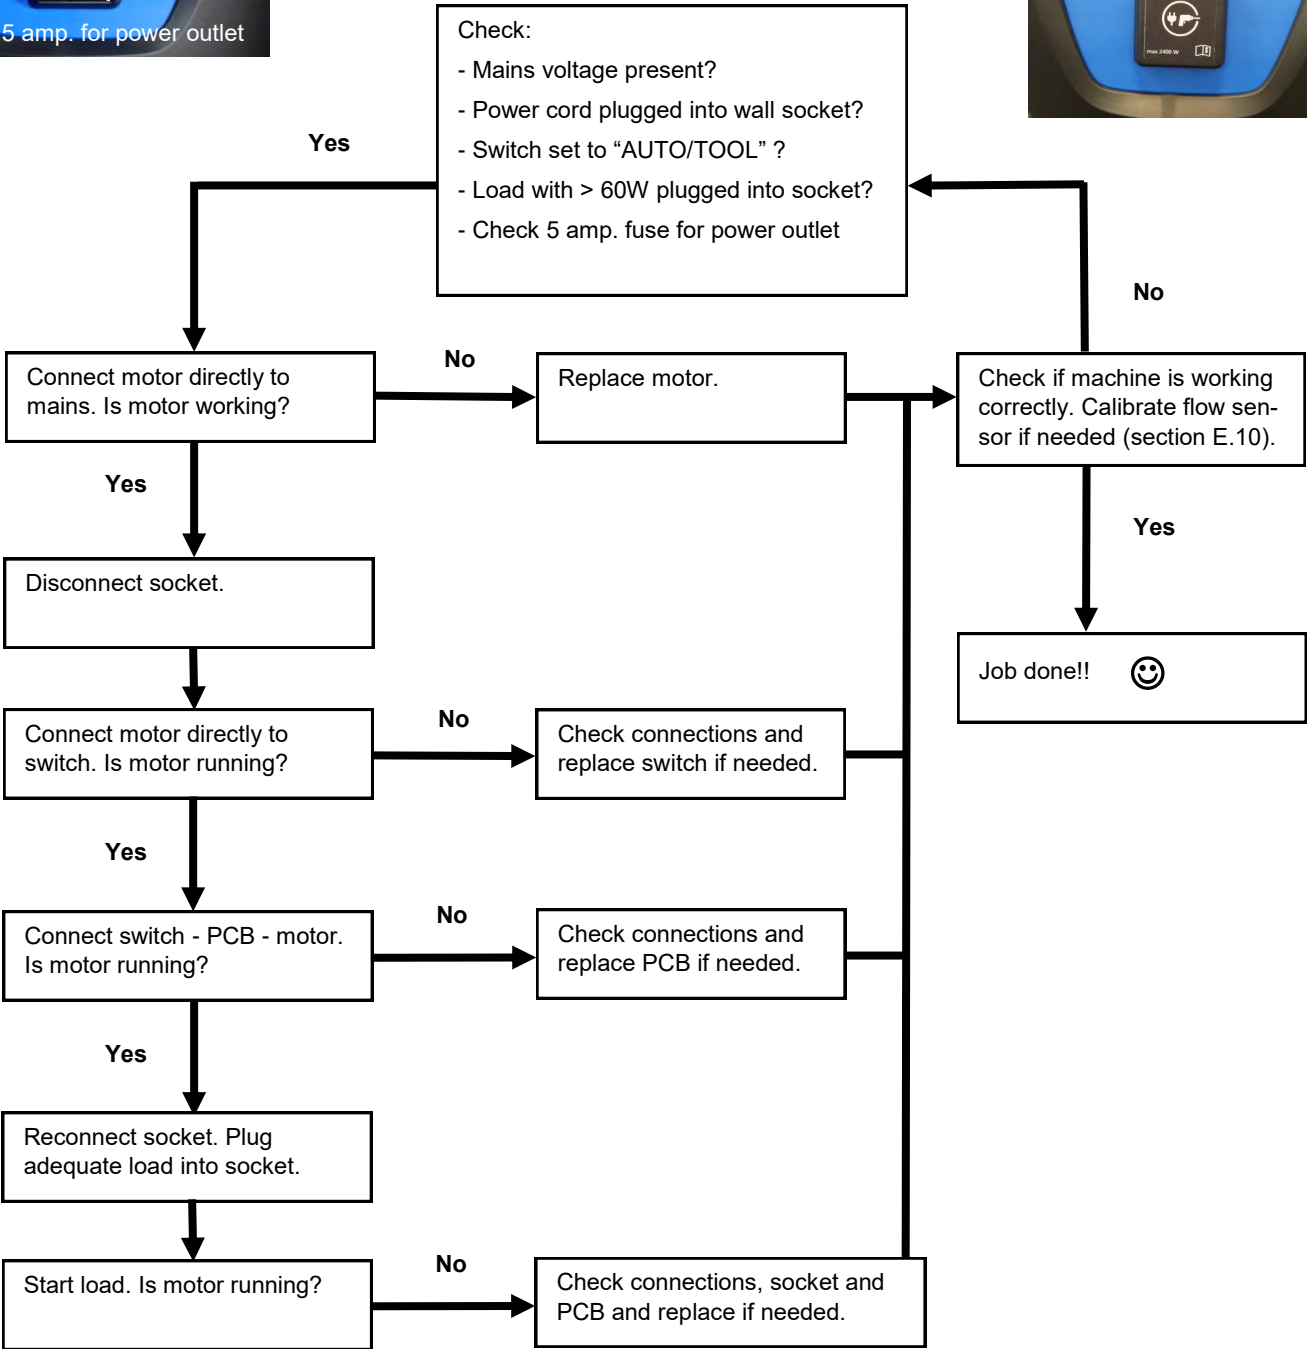 5 amp. for power outlet
max 2400 W
Check:
- Mains voltage present?
- Power cord plugged into wall socket?
- Switch set to “AUTO/TOOL” ?
- Load with > 60W plugged into socket?
- Check 5 amp. fuse for power outlet
Yes
No
Connect motor directly to
mains. Is motor working?
No
Replace motor.
Check if machine is working
correctly. Calibrate flow sen-
sor if needed (section E.10).
Yes
Yes
Disconnect socket.
Job done!!
Connect motor directly to
switch. Is motor running?
No
Check connections and
replace switch if needed.
Yes
Connect switch - PCB - motor.
Is motor running?
No
Check connections and
replace PCB if needed.
Yes
Reconnect socket. Plug
adequate load into socket.
Start load. Is motor running?
No
Check connections, socket and
PCB and replace if needed.